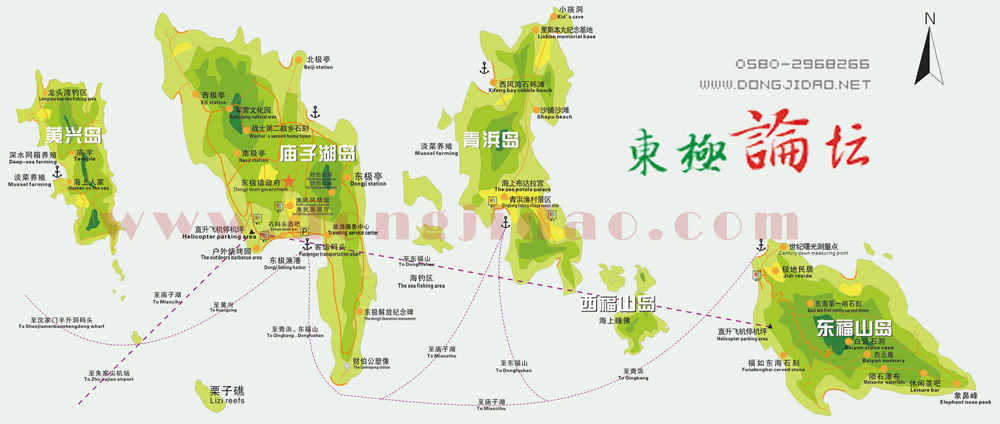 N
0580-2968266
WWW.DONGJIDAO.NET
東極論坛
www.dongjidao.com
龙头湾钓区
Longtou bay sea fishing area
黄兴岛
深水网箱养殖
Deep-sea farming
庙宇
Temple
淡菜养殖
Mussel farming
海上人家
Homes on the sea
北极亭
Beiji station
西极亭
Xiji station
军营文化园
Army camp cultural area
战士第二故乡石刻
Warrior's second home town
南极亭
Nanji station
庙子湖岛
东极镇政府
Dongji town government
财伯公庙
东极亭
Dongji station
渔民风情馆
渔民画展厅
石码头酒吧
旅游服务中心
Traveling service center
直升飞机停机坪
Helicopter parking area
客运码头
Passenger transportation wharf
户外烧烤园
The outdoors barbecue area
东极渔港
Dongji fishing harbor
东极解放纪念碑
The dongji liberation monument
财伯公塑像
The Caibogong statue
小孩洞
Kid's cave
里斯本丸纪念基地
Lisbon memorial base
西风湾石砾滩
Xifeng bay cobble beach
沙铺沙滩
Shapu beach
青浜岛
淡菜养殖
Mussel farming
海上布达拉宫
The sea potala palace
青浜渔村景区
Qingbang fishing village scenic area
至东福山
To Dongfushan
海钓区
The sea fishing area
至庙子湖
To Miaozihu
至黄兴
To Huangxing
至沈家门半升洞码头
To Shenjiamenbanshengdong wharf
至青浜、东福山
To Qingbang、Dongfushan
至庙子湖
To Miaozihu
至东福山
To Dongfushan
至朱家尖机场
To Zhujiajian airport
栗子礁
Lizi reefs
至庙子湖
To Miaozihu
至青浜
To Qingbang
西福山岛
海上睡佛
世纪曙光测量点
Century dawn measuring point
极地民居
Jidi reside
东海第一哨石刻
East sea first sentry carved stone
东福山岛
直升飞机停机坪
Helicopter parking area
白云石洞
Baiyun stone cave
白云庵
Baiyun nunnery
福如东海石刻
Furudonghai carved stone
陨石瀑布
Meteorite waterfalls
休闲茶吧
Leisure bar
象鼻峰
Elephant nose peak
P